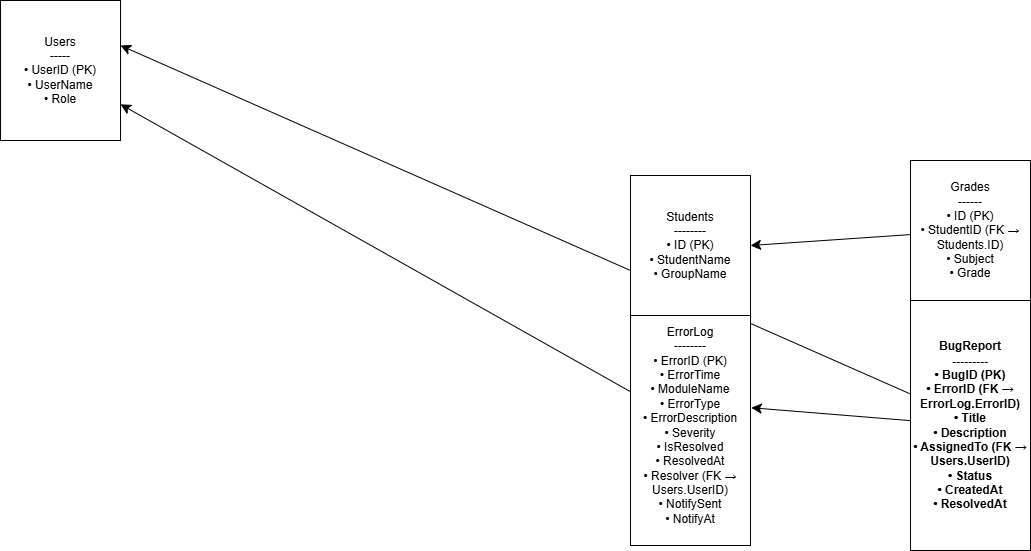 Users
-----
• UserID (PK)
• UserName
• Role
Students
--------
• ID (PK)
• StudentName
• GroupName
Grades
------
• ID (PK)
• StudentID (FK →
Students.ID)
• Subject
• Grade
ErrorLog
--------
• ErrorID (PK)
• ErrorTime
• ModuleName
• ErrorType
• ErrorDescription
• Severity
• IsResolved
• ResolvedAt
• Resolver (FK →
Users.UserID)
• NotifySent
• NotifyAt
BugReport
---------
• BugID (PK)
• ErrorID (FK →
ErrorLog.ErrorID)
• Title
• Description
• AssignedTo (FK →
Users.UserID)
• Status
• CreatedAt
• ResolvedAt